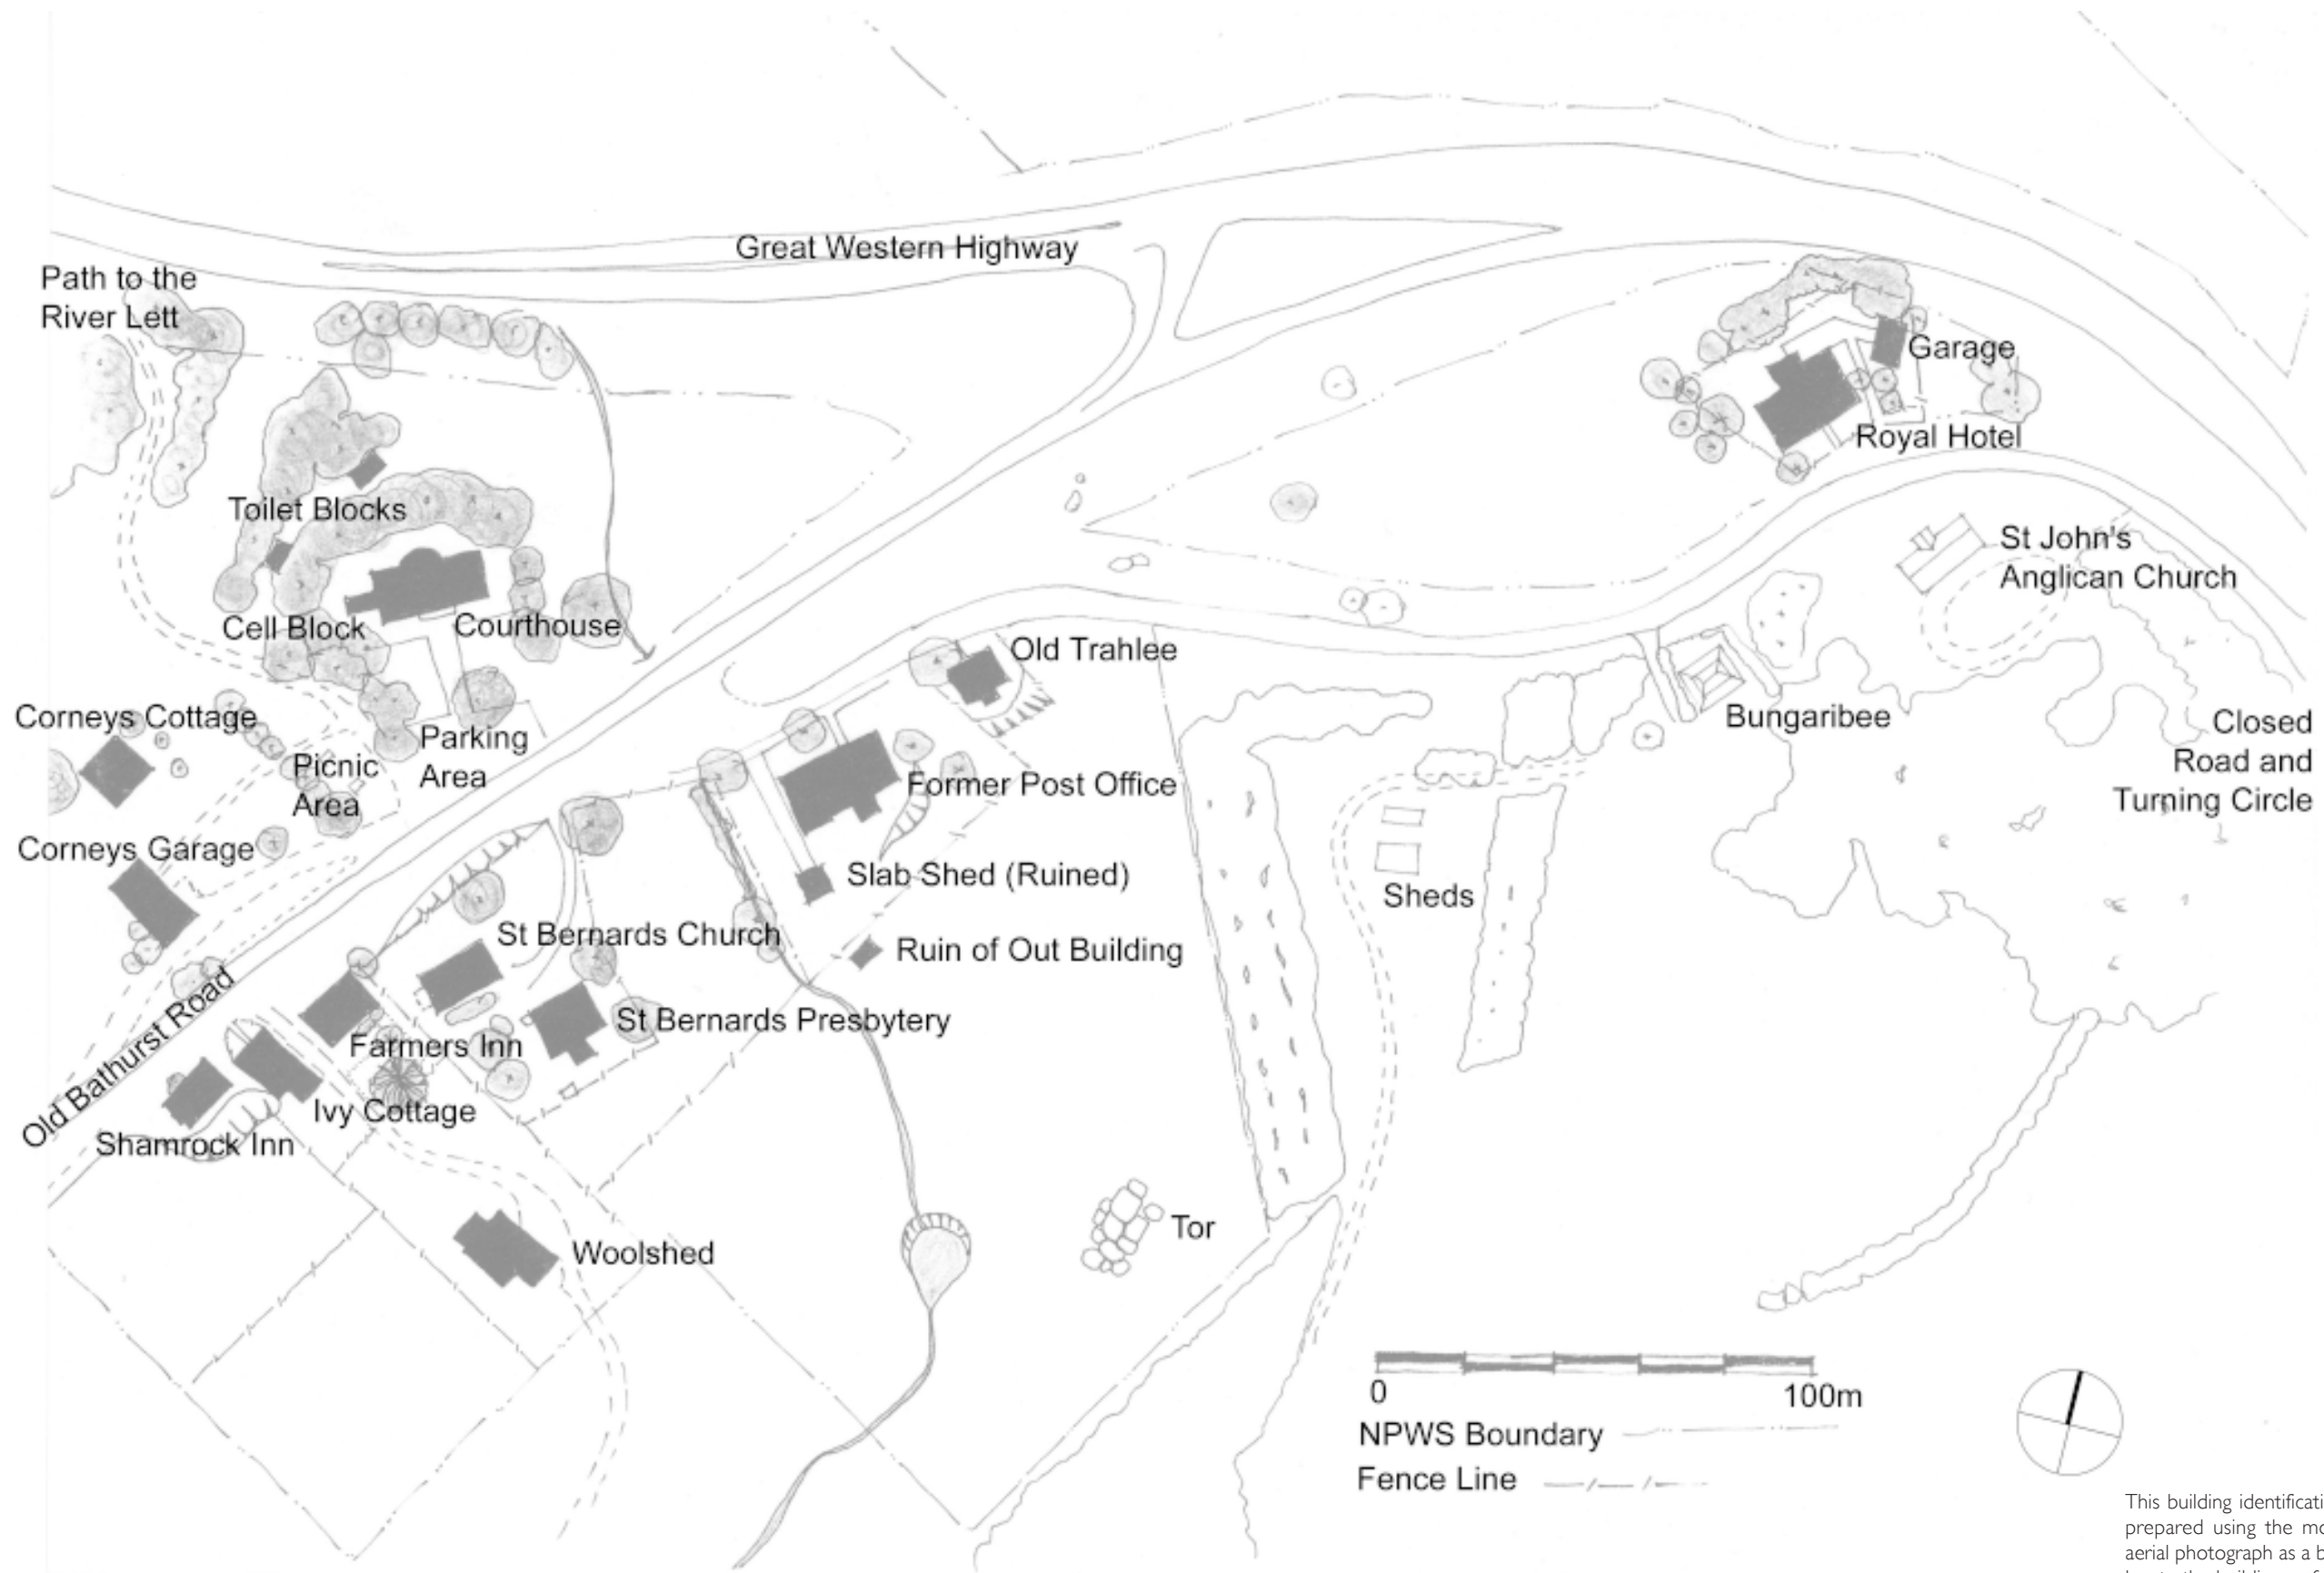 Great Western Highway
Path to the
River Lett
Garage
Royal Hotel
Toilet Blocks
St John's
Anglican Church
Cell Block
Courthouse
Old Trahlee
Corneys Cottage
Parking
Area
Picnic
Area
Bungaribee
Closed
Road and
Turning Circle
Former Post Office
Corneys Garage
Slab Shed (Ruined)
Sheds
St Bernards Church
Ruin of Out Building
Old Bathurst Road
St Bernards Presbytery
Farmers Inn
Ivy Cottage
Shamrock Inn
Tor
Woolshed
0
100m
NPWS Boundary
Fence Line
This building identificati
prepared using the mo
aerial photograph as a b